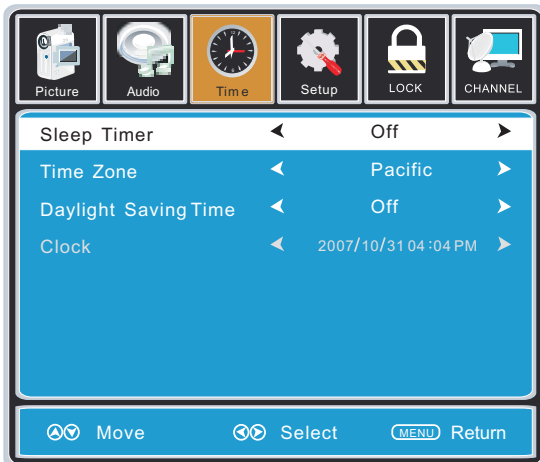 Picture Audio Time Setup LOCK CHANNEL
Sleep Timer Off
Time Zone Pacific
Daylight Saving Time Off
Clock 2007/10/31 04:04 PM
Move Select MENU Return